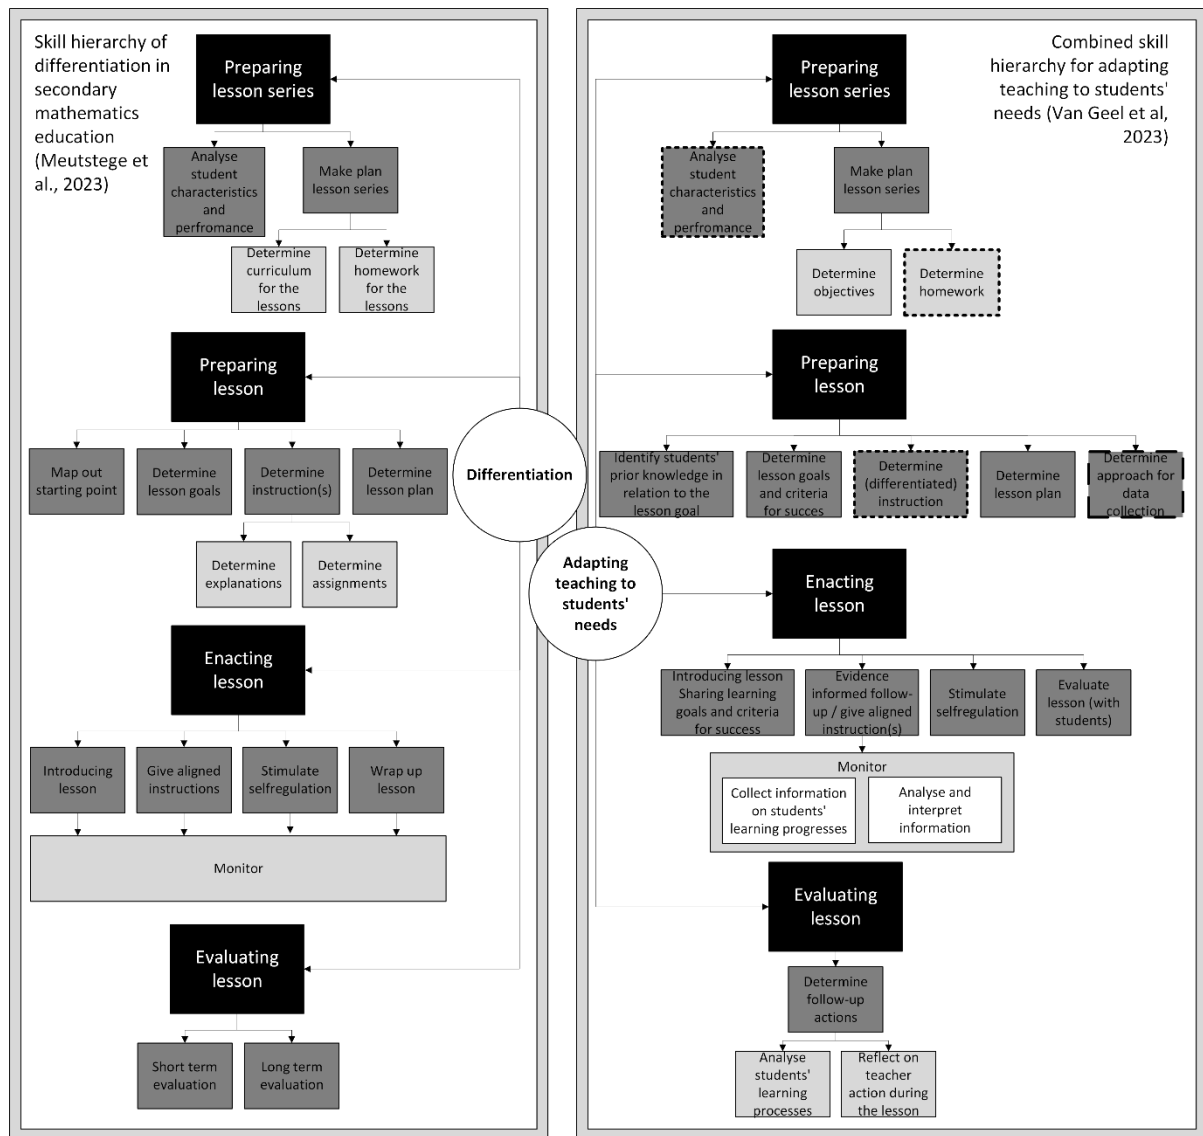 Skill hierarchy of
differentiation in
secondary
mathematics
education
(Meutstege et
al., 2023)
Preparing
lesson series
Analyse
student
characteristics
and
perfromance
Make plan
lesson series
Determine
curriculum
for the
lessons
Determine
homework
for the
lessons
Preparing
lesson
Map out
starting point
Determine
lesson goals
Determine
instruction(s)
Determine
lesson plan
Determine
explanations
Determine
assignments
Enacting
lesson
Introducing
lesson
Give aligned
instructions
Stimulate
selfregulation
Wrap up
lesson
Monitor
Evaluating
lesson
Short term
evaluation
Long term
evaluation
Differentiation
Adapting
teaching to
students'
needs
Combined skill
hierarchy for adapting
teaching to students'
needs (Van Geel et al,
2023)
Preparing
lesson series
Analyse
student
characteristics
and
perfromance
Make plan
lesson series
Determine
objectives
Determine
homework
Preparing
lesson
Identify students'
prior knowledge in
relation to the
lesson goal
Determine
lesson goals
and criteria
for succes
Determine
(differentiated)
instruction
Determine
lesson plan
Determine
approach for
data
collection
Enacting
lesson
Introducing lesson
Sharing learning
goals and criteria
for success
Evidence
informed follow-
up / give aligned
instruction(s)
Stimulate
selfregulation
Evaluate
lesson (with
students)
Monitor
Collect information
on students'
learning progresses
Analyse and
interpret
information
Evaluating
lesson
Determine
follow-up
actions
Analyse
students'
learning
processes
Reflect on
teacher
action during
the lesson